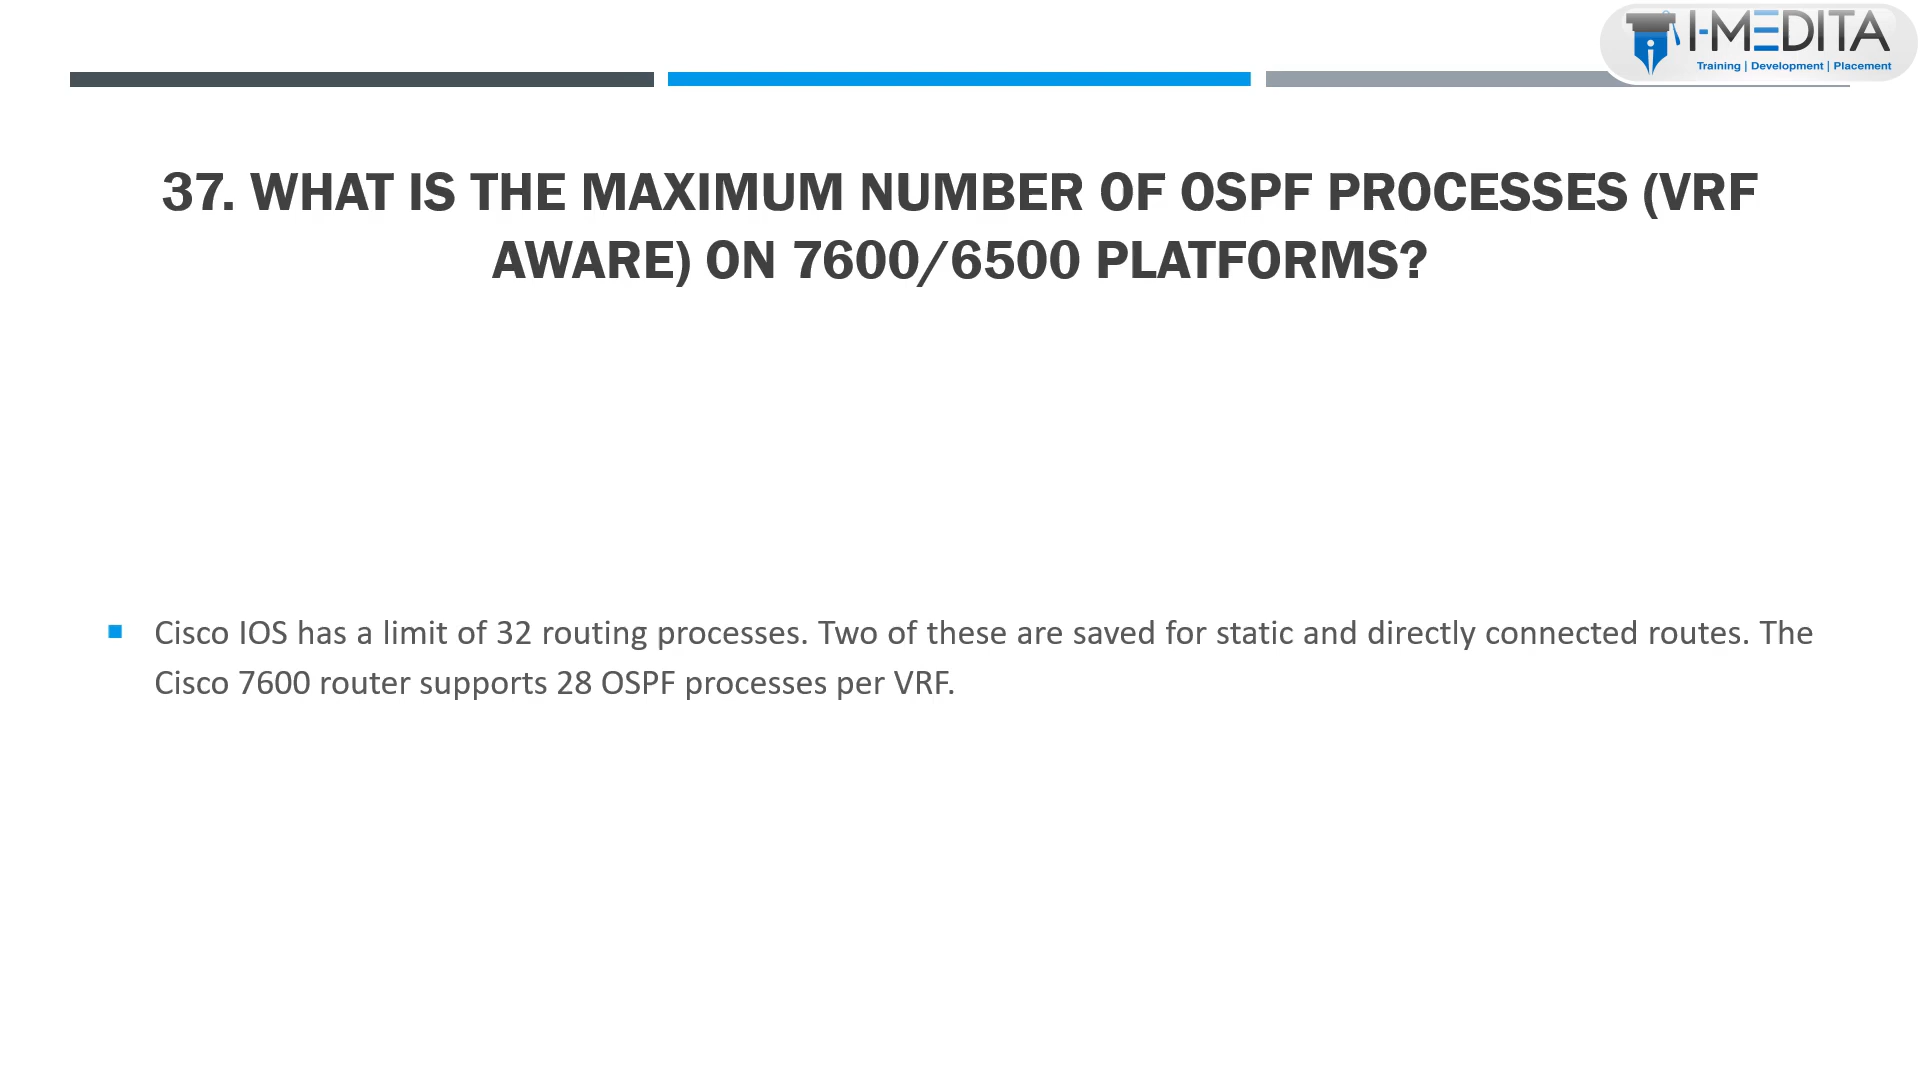 I-MEDITA
Training | Development | Placement
37. WHAT IS THE MAXIMUM NUMBER OF OSPF PROCESSES (VRF
AWARE) ON 7600/6500 PLATFORMS?
Cisco IOS has a limit of 32 routing processes. Two of these are saved for static and directly connected routes. The
Cisco 7600 router supports 28 OSPF processes per VRF.